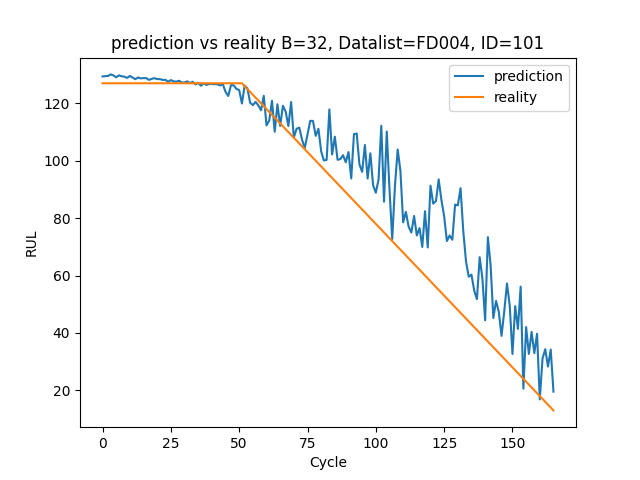 prediction vs reality B=32, Datalist=FD004, ID=101
prediction
reality
RUL
120
100
80
60
40
20
0 25 50 75 100 125 150
Cycle